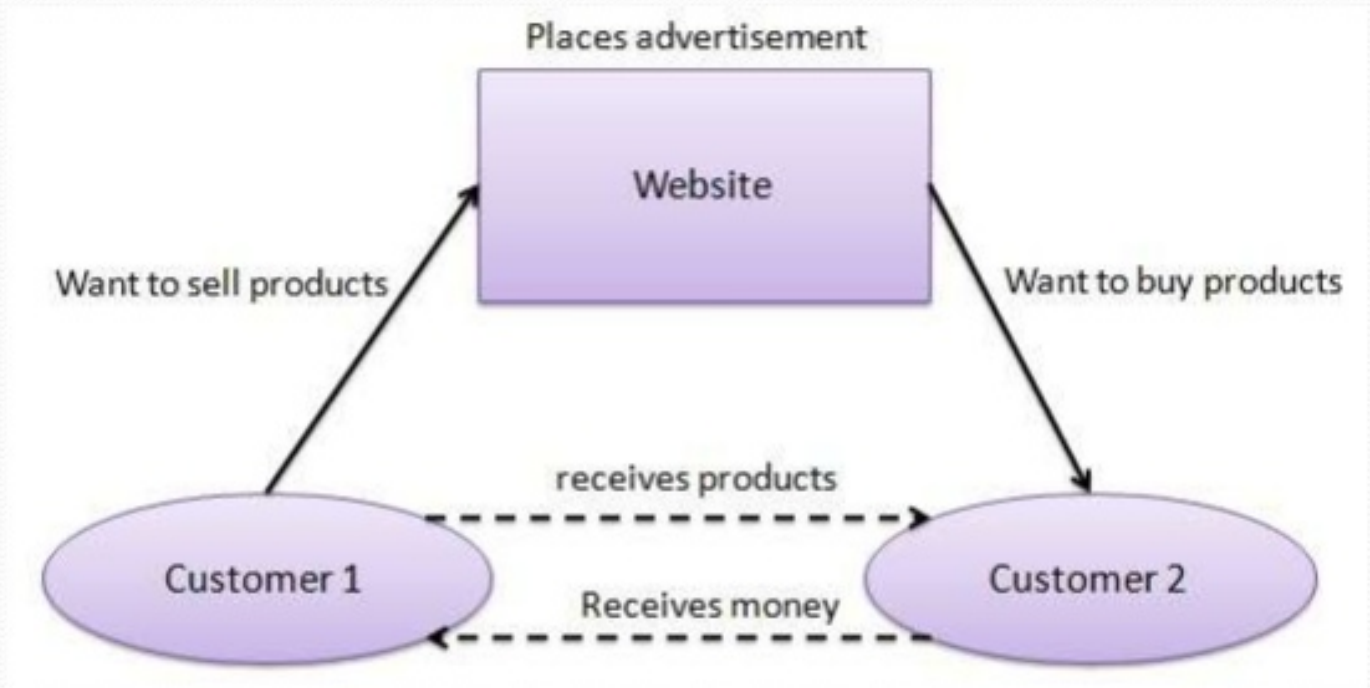 Places advertisement
Website
Want to sell products
Want to buy products
receives products
Customer 1
Customer 2
Receives money